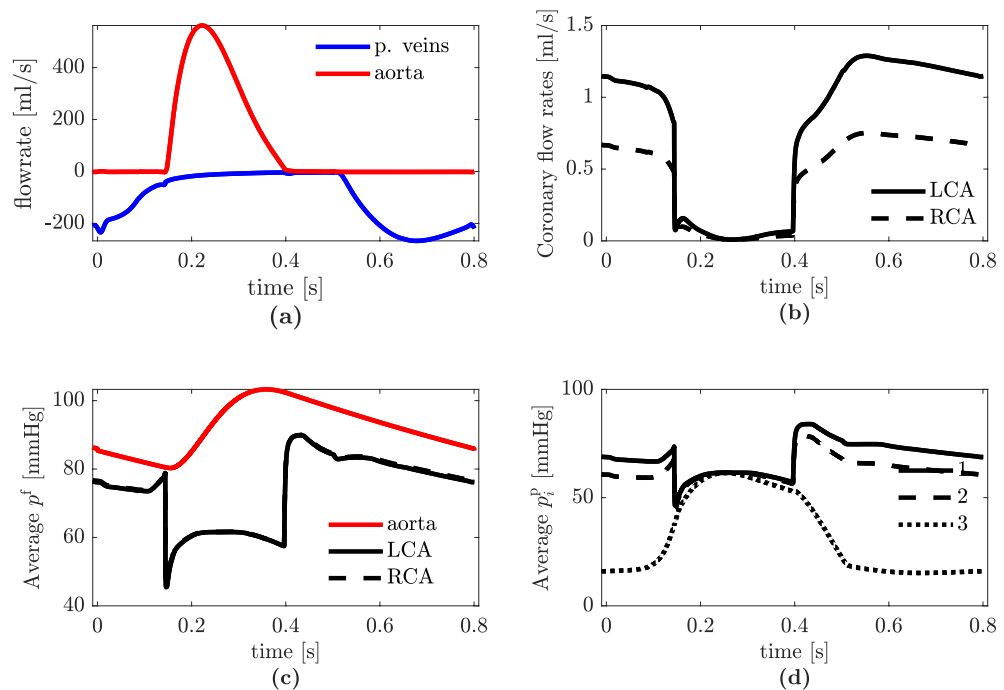 400
200
0
-200
flowrate [ml/s]
p. veins
aorta
0 0.2 0.4 0.6 0.8
time [s]
(a)
1.5
1
0.5
0
Coronary flow rates [ml/s]
LCA
RCA
0 0.2 0.4 0.6 0.8
time [s]
(b)
100
80
60
40
Average p^f [mmHg]
aorta
LCA
RCA
0 0.2 0.4 0.6 0.8
time [s]
(c)
100
50
0
Average p_i^p [mmHg]
1
2
3
0 0.2 0.4 0.6 0.8
time [s]
(d)